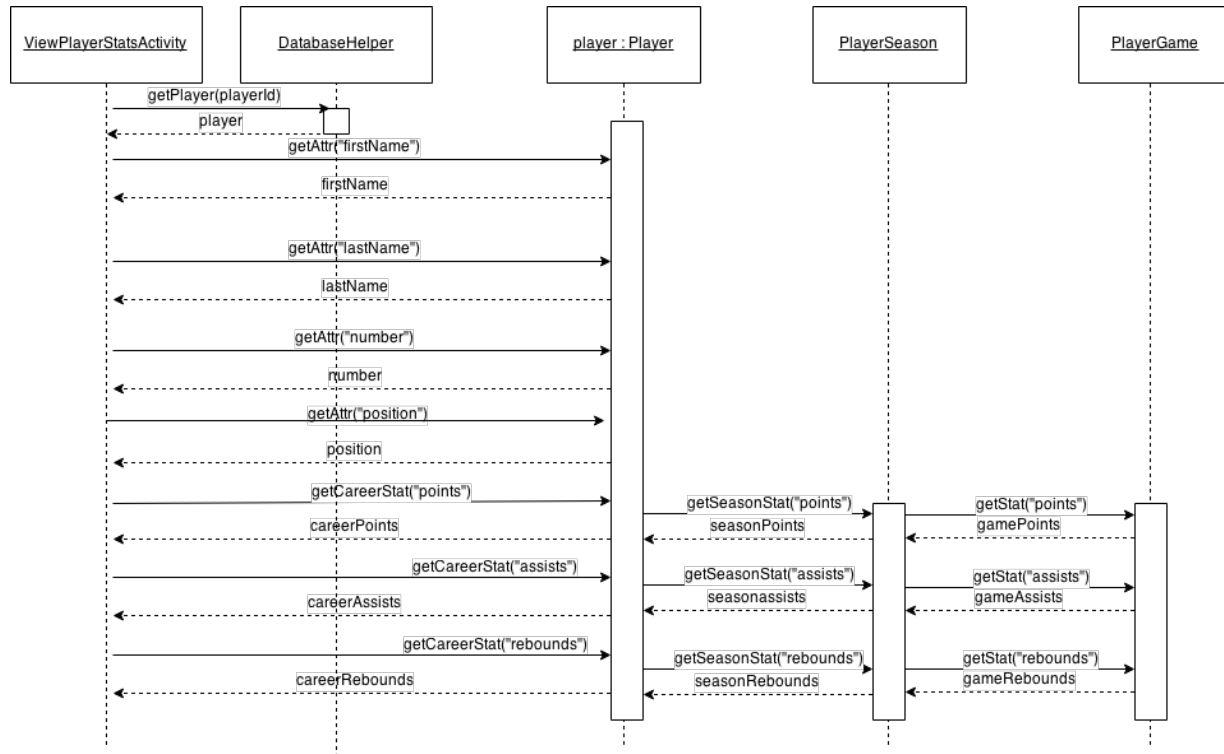 ViewPlayerStatsActivity
DatabaseHelper
player : Player
PlayerSeason
PlayerGame
getPlayer(playerId)
player
getAttr("firstName")
firstName
getAttr("lastName")
lastName
getAttr("number")
number
getAttr("position")
position
getCareerStat("points")
getSeasonStat("points")
getStat("points")
careerPoints
seasonPoints
gamePoints
getCareerStat("assists")
getSeasonStat("assists")
getStat("assists")
careerAssists
seasonassists
gameAssists
getCareerStat("rebounds")
getSeasonStat("rebounds")
getStat("rebounds")
careerRebounds
seasonRebounds
gameRebounds